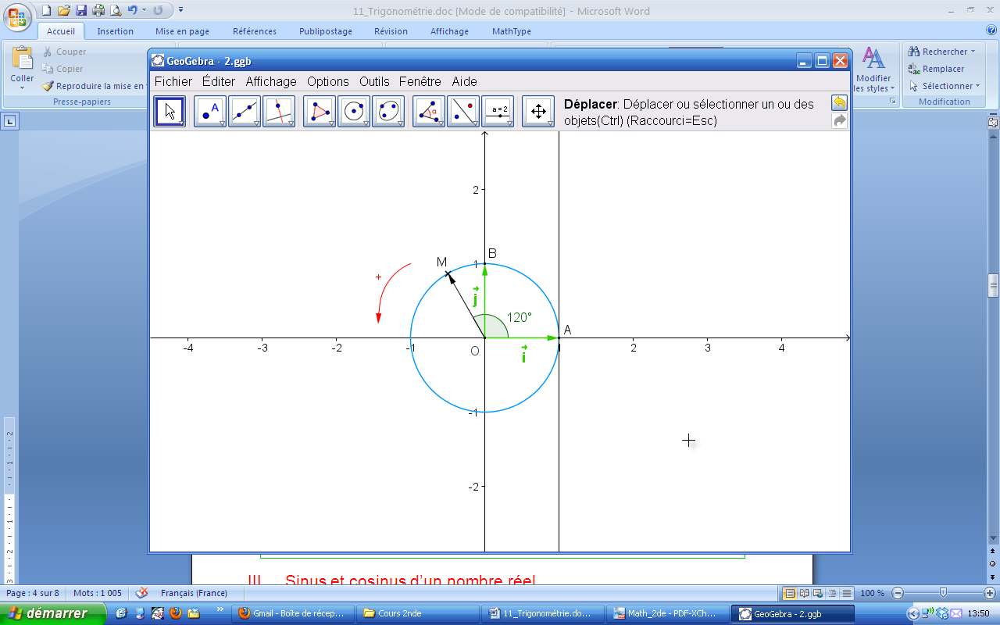 11_Trigonométrie.doc [Mode de compatibilité] - Microsoft Word
Accueil Insertion Mise en page Références Publipostage Révision Affichage MathType
Coller
Couper
Copier
Reproduire la mise en
Presse-papiers
Modifier
les styles
Rechercher
Remplacer
Sélectionner
Modification
GeoGebra - 2.ggb
Fichier Éditer Affichage Options Outils Fenêtre Aide
A
α
a = 2
Déplacer: Déplacer ou sélectionner un ou des
objets(Ctrl) (Raccourci=Esc)
2
M
1
B
+
j
120°
A
-4 -3 -2 -1 O 1 2 3 4
i
-1
-2
III Sinus et cosinus d'un nombre réel
Page : 4 sur 8 Mots : 1 005 Français (France) 100 %
démarrer
Gmail - Boîte de récep...
Cours 2nde
11_Trigonométrie.do...
Math_2de - PDF-XCh...
GeoGebra - 2.ggb
13:50